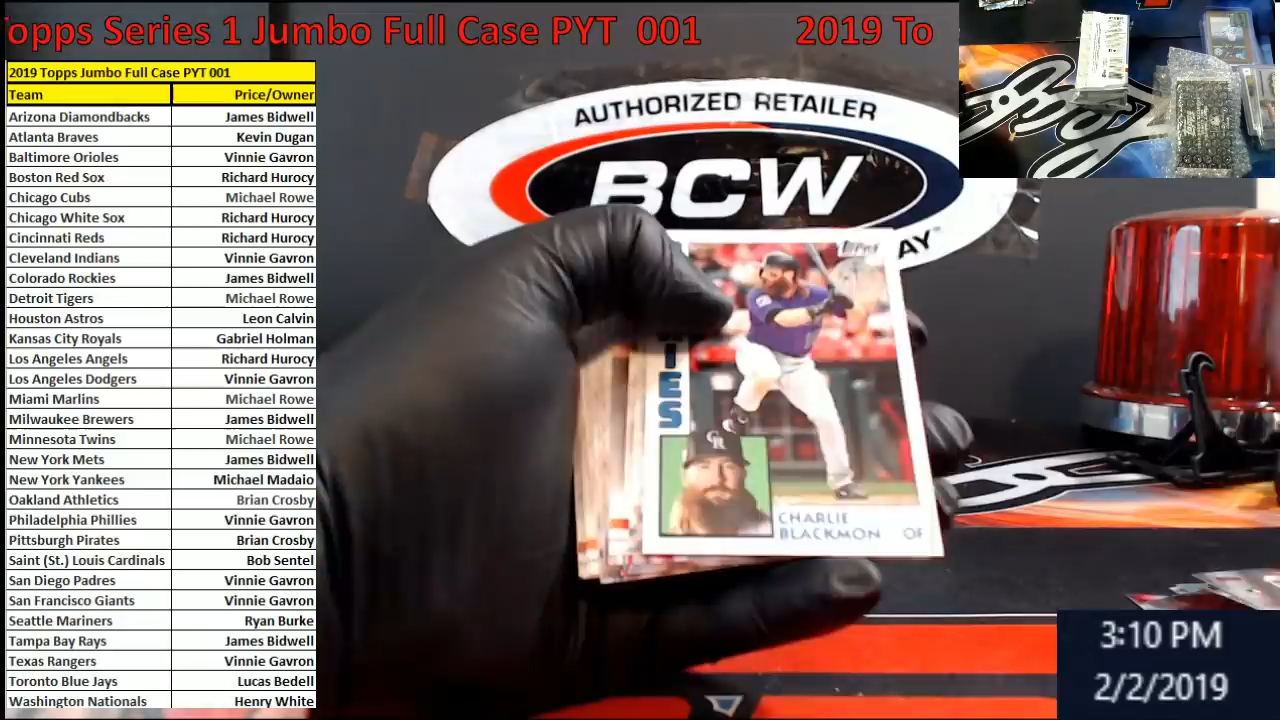 opps Series 1 Jumbo Full Case PYT 001 2019 To
2019 Topps Jumbo Full Case PYT 001
Team Price/Owner
Arizona Diamondbacks James Bidwell
Atlanta Braves Kevin Dugan
Baltimore Orioles Vinnie Gavron
Boston Red Sox Richard Hurocy
Chicago Cubs Michael Rowe
Chicago White Sox Richard Hurocy
Cincinnati Reds Richard Hurocy
Cleveland Indians Vinnie Gavron
Colorado Rockies James Bidwell
Detroit Tigers Michael Rowe
Houston Astros Leon Calvin
Kansas City Royals Gabriel Holman
Los Angeles Angels Richard Hurocy
Los Angeles Dodgers Vinnie Gavron
Miami Marlins Michael Rowe
Milwaukee Brewers James Bidwell
Minnesota Twins Michael Rowe
New York Mets James Bidwell
New York Yankees Michael Madaio
Oakland Athletics Brian Crosby
Philadelphia Phillies Vinnie Gavron
Pittsburgh Pirates Brian Crosby
Saint (St.) Louis Cardinals Bob Sentel
San Diego Padres Vinnie Gavron
San Francisco Giants Vinnie Gavron
Seattle Mariners Ryan Burke
Tampa Bay Rays James Bidwell
Texas Rangers Vinnie Gavron
Toronto Blue Jays Lucas Bedell
Washington Nationals Henry White
AUTHORIZED RETAILER
BCW
AY™
Topps
IES
CR
CHARLIE
BLACKMON OF
3:10 PM
2/2/2019